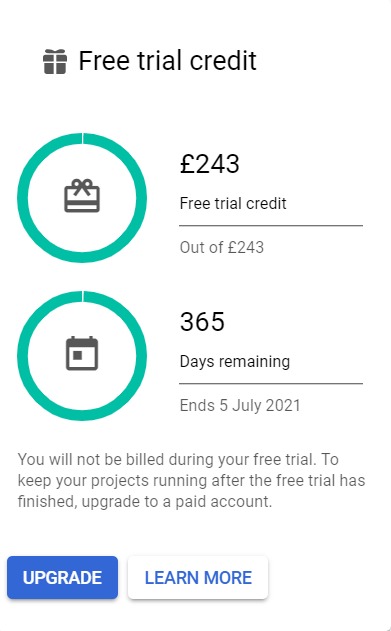 Free trial credit
£243
Free trial credit
Out of £243
365
Days remaining
Ends 5 July 2021
You will not be billed during your free trial. To
keep your projects running after the free trial has
finished, upgrade to a paid account.
UPGRADE
LEARN MORE